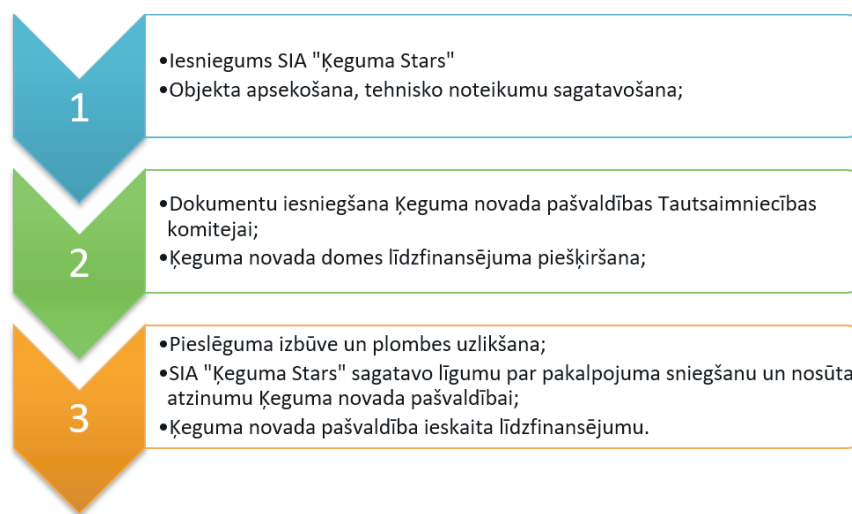 1
•Iesniegums SIA "Ķeguma Stars"
•Objekta apsekošana, tehnisko noteikumu sagatavošana;
2
•Dokumentu iesniegšana Ķeguma novada pašvaldības Tautsaimniecības
komitejai;
•Ķeguma novada domes līdzfinansējuma piešķiršana;
3
•Pieslēguma izbūve un plombes uzlikšana;
•SIA "Ķeguma Stars" sagatavo līgumu par pakalpojuma sniegšanu un nosūta
atzinumu Ķeguma novada pašvaldībai;
•Ķeguma novada pašvaldība ieskaita līdzfinansējumu.